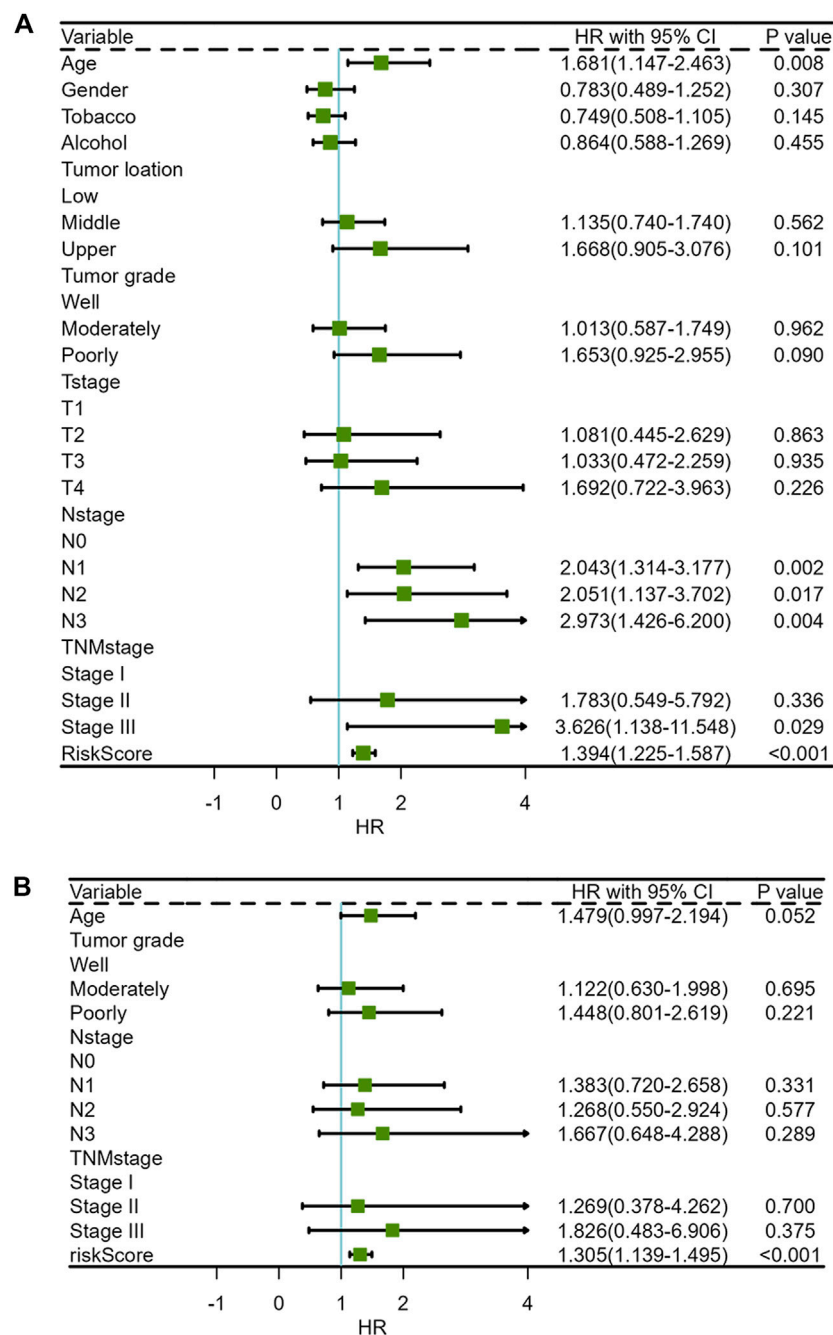 A
Variable HR with 95% CI P value
Age 1.681(1.147-2.463) 0.008
Gender 0.783(0.489-1.252) 0.307
Tobacco 0.749(0.508-1.105) 0.145
Alcohol 0.864(0.588-1.269) 0.455
Tumor loation
Low
Middle 1.135(0.740-1.740) 0.562
Upper 1.668(0.905-3.076) 0.101
Tumor grade
Well
Moderately 1.013(0.587-1.749) 0.962
Poorly 1.653(0.925-2.955) 0.090
Tstage
T1
T2 1.081(0.445-2.629) 0.863
T3 1.033(0.472-2.259) 0.935
T4 1.692(0.722-3.963) 0.226
Nstage
N0
N1 2.043(1.314-3.177) 0.002
N2 2.051(1.137-3.702) 0.017
N3 2.973(1.426-6.200) 0.004
TNMstage
Stage I
Stage II 1.783(0.549-5.792) 0.336
Stage III 3.626(1.138-11.548) 0.029
RiskScore 1.394(1.225-1.587) <0.001
-1 0 1 2 4
HR
B
Variable HR with 95% CI P value
Age 1.479(0.997-2.194) 0.052
Tumor grade
Well
Moderately 1.122(0.630-1.998) 0.695
Poorly 1.448(0.801-2.619) 0.221
Nstage
N0
N1 1.383(0.720-2.658) 0.331
N2 1.268(0.550-2.924) 0.577
N3 1.667(0.648-4.288) 0.289
TNMstage
Stage I
Stage II 1.269(0.378-4.262) 0.700
Stage III 1.826(0.483-6.906) 0.375
riskScore 1.305(1.139-1.495) <0.001
-1 0 1 2 4
HR